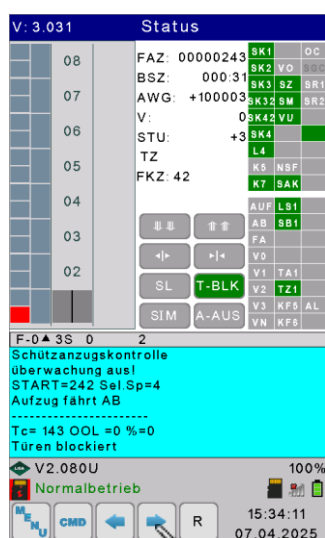 V: 3.031 Status
08
07
06
05
04
03
02
FAZ: 00000243
BSZ: 000:31
AWG: +100003
V: 0
STU: +3
TZ
FKZ: 42
SL T-BLK
SIM A-AUS
SK1 OC
SK2 VO SGC
SK3 SZ SR1
SK32 SM SR2
SK42 VU
SK4
L4
K5 NSF
K7 SAK
AUF LS1
AB SB1
FA
V0
V1 TA1
V2 TZ1
V3 KF5 AL
VN KF6
F-0▲ 3S 0 2
Schützanzugskontrolle
überwachung aus!
START=242 Sel.Sp=4
Aufzug fährt AB
----------------------
Tc= 143 OOL =0 %=0
Türen blockiert
V2.080U 100%
Normalbetrieb
MENU CMD R
15:34:11
07.04.2025